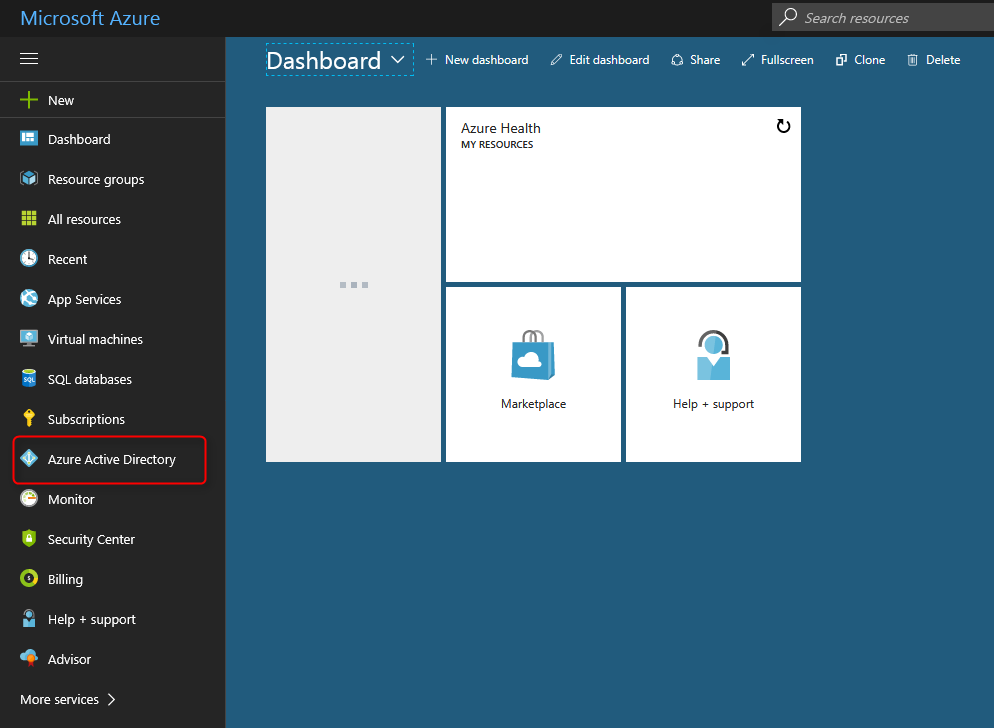 Microsoft Azure
Search resources
Dashboard
New dashboard
Edit dashboard
Share
Fullscreen
Clone
Delete
New
Dashboard
Resource groups
All resources
Recent
App Services
Virtual machines
SQL
SQL databases
Subscriptions
Azure Active Directory
Monitor
Security Center
Billing
Help + support
Advisor
More services
Azure Health
MY RESOURCES
Marketplace
Help + support